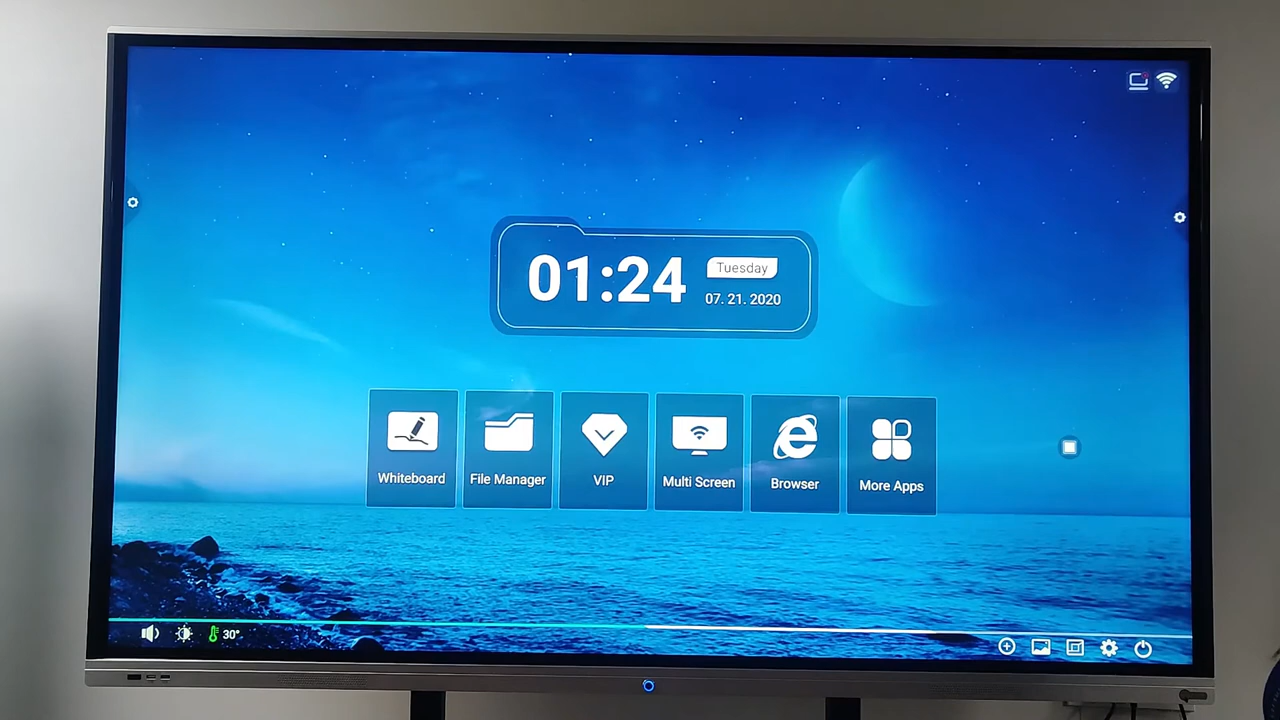 01:24
Tuesday
07. 21. 2020
Whiteboard
File Manager
VIP
Multi Screen
Browser
More Apps
30°